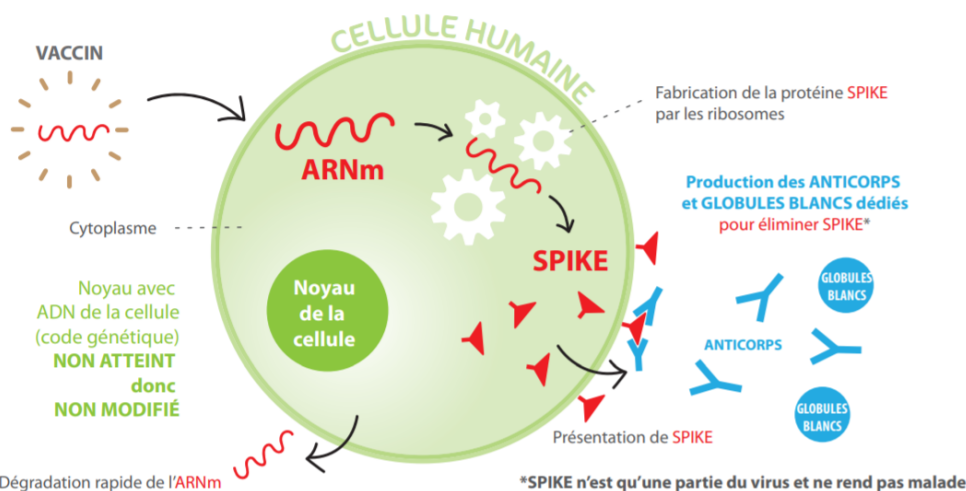 CELLULE HUMAINE
VACCIN
Fabrication de la protéine SPIKE
par les ribosomes
ARNm
Production des ANTICORPS
et GLOBULES BLANCS dédiés
pour éliminer SPIKE*
Cytoplasme
SPIKE
Noyau
de la
cellule
Noyau avec
ADN de la cellule
(code génétique)
NON ATTEINT
donc
NON MODIFIÉ
GLOBULES
BLANCS
ANTICORPS
GLOBULES
BLANCS
Présentation de SPIKE
Dégradation rapide de l'ARNm
*SPIKE n'est qu'une partie du virus et ne rend pas malade